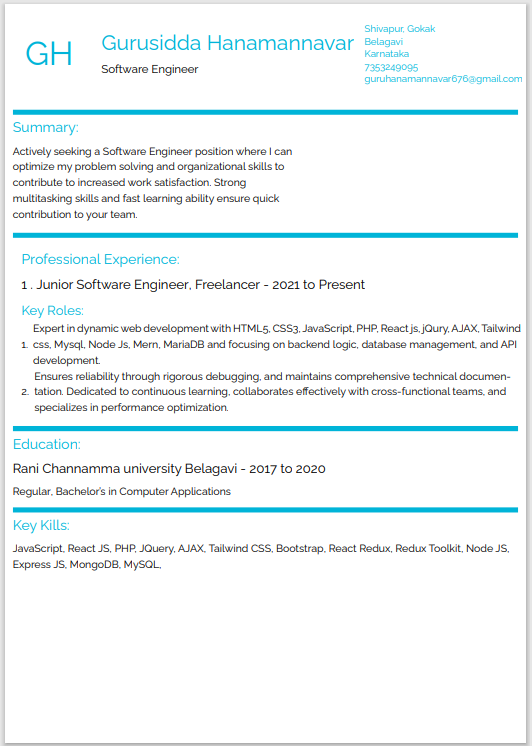 GH
Gurusidda Hanamannavar
Software Engineer
Shivapur, Gokak
Belagavi
Karnataka
7353249095
guruhanamannavar676@gmail.com
Summary:
Actively seeking a Software Engineer position where I can
optimize my problem solving and organizational skills to
contribute to increased work satisfaction. Strong
multitasking skills and fast learning ability ensure quick
contribution to your team.
Professional Experience:
1 . Junior Software Engineer, Freelancer - 2021 to Present
Key Roles:
Expert in dynamic web development with HTML5, CSS3, JavaScript, PHP, React js, jQury, AJAX, Tailwind
1. css, Mysql, Node Js, Mern, MariaDB and focusing on backend logic, database management, and API
development.
Ensures reliability through rigorous debugging, and maintains comprehensive technical documen-
2. tation. Dedicated to continuous learning, collaborates effectively with cross-functional teams, and
specializes in performance optimization.
Education:
Rani Channamma university Belagavi - 2017 to 2020
Regular, Bachelor's in Computer Applications
Key Kills:
JavaScript, React JS, PHP, JQuery, AJAX, Tailwind CSS, Bootstrap, React Redux, Redux Toolkit, Node JS,
Express JS, MongoDB, MySQL,